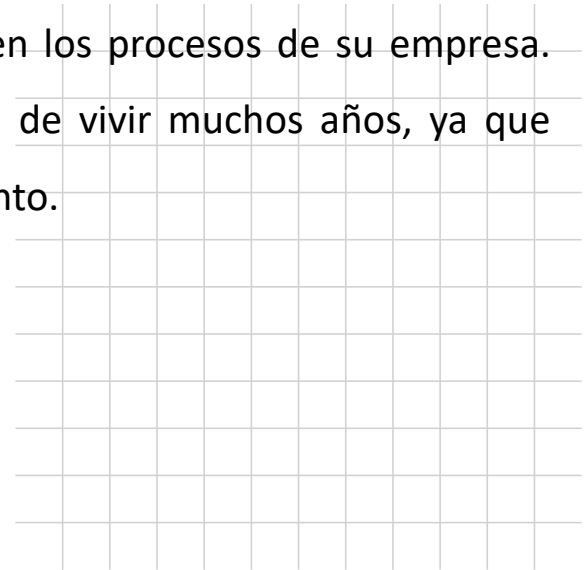 en los procesos de su empresa.
de vivir muchos años, ya que
nto.